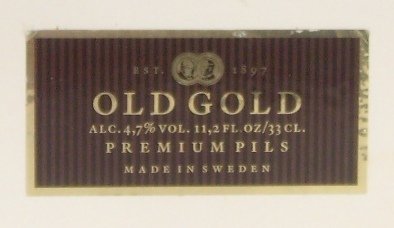 EST. 1897
OLD GOLD
ALC. 4,7% VOL. 11,2 FL. OZ/33 CL.
PREMIUM PILS
MADE IN SWEDEN